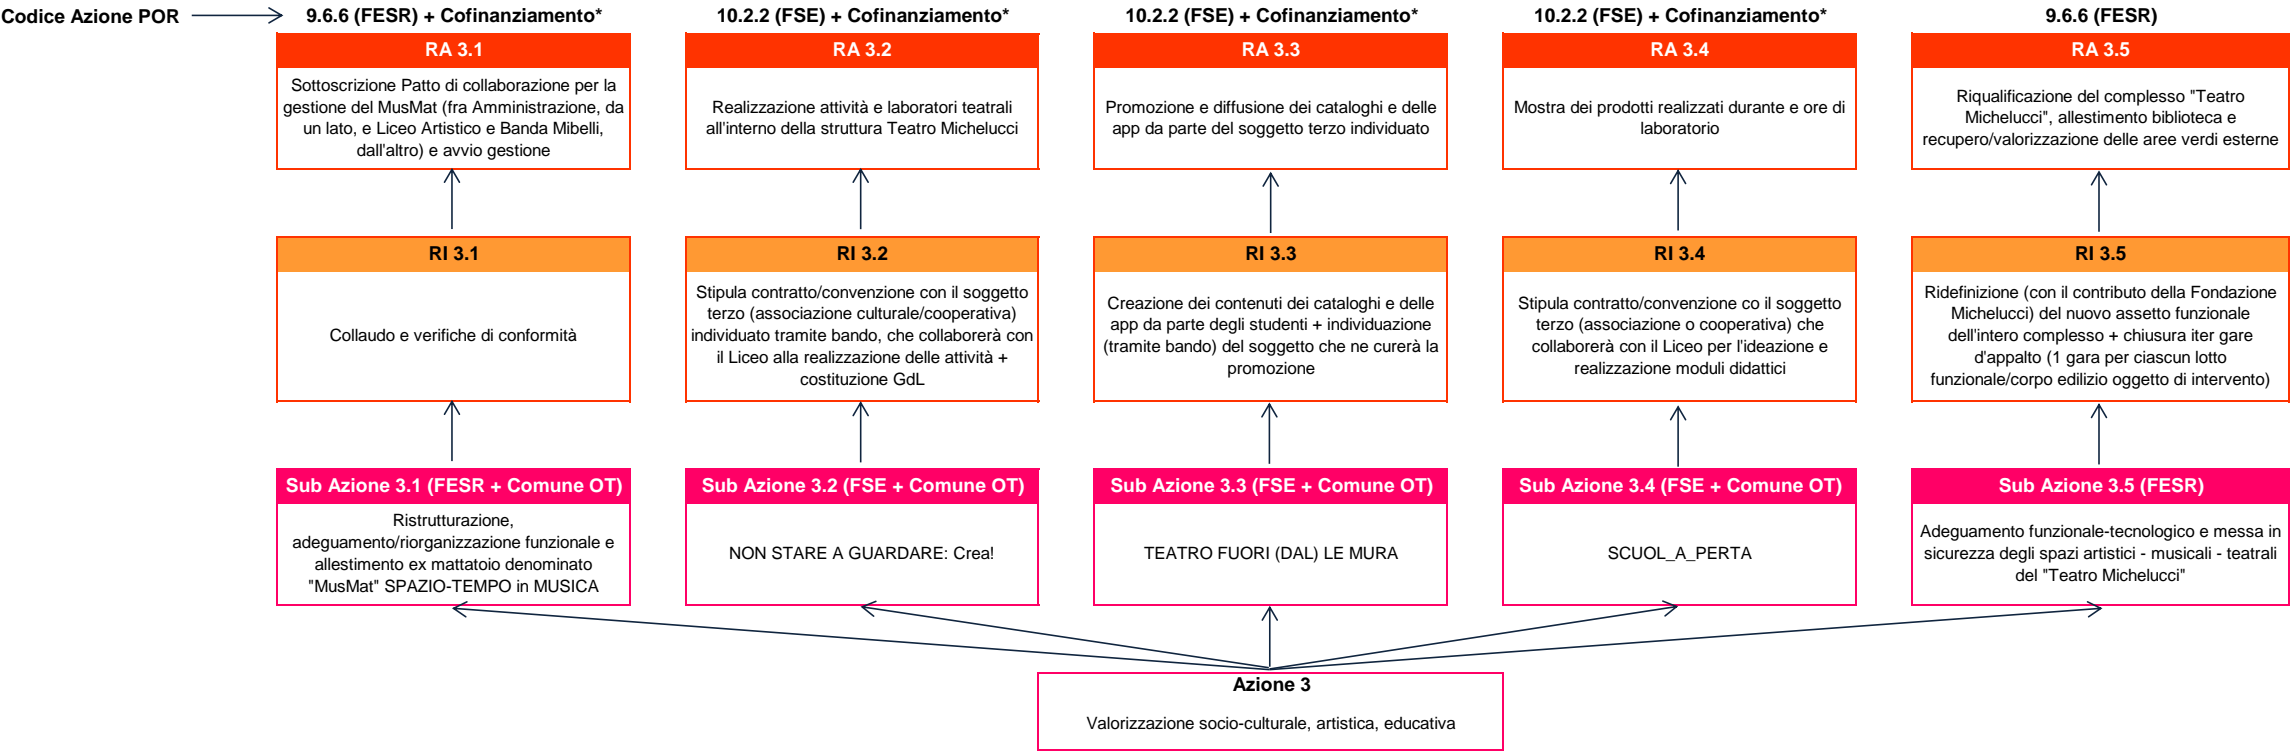 Codice Azione POR
9.6.6 (FESR) + Cofinanziamento*
10.2.2 (FSE) + Cofinanziamento*
10.2.2 (FSE) + Cofinanziamento*
10.2.2 (FSE) + Cofinanziamento*
9.6.6 (FESR)
RA 3.1
Sottoscrizione Patto di collaborazione per la
gestione del MusMat (fra Amministrazione, da
un lato, e Liceo Artistico e Banda Mibelli,
dall'altro) e avvio gestione
RA 3.2
Realizzazione attività e laboratori teatrali
all'interno della struttura Teatro Michelucci
RA 3.3
Promozione e diffusione dei cataloghi e delle
app da parte del soggetto terzo individuato
RA 3.4
Mostra dei prodotti realizzati durante e ore di
laboratorio
RA 3.5
Riqualificazione del complesso "Teatro
Michelucci", allestimento biblioteca e
recupero/valorizzazione delle aree verdi esterne
RI 3.1
Collaudo e verifiche di conformità
RI 3.2
Stipula contratto/convenzione con il soggetto
terzo (associazione culturale/cooperativa)
individuato tramite bando, che collaborerà con
il Liceo alla realizzazione delle attività +
costituzione GdL
RI 3.3
Creazione dei contenuti dei cataloghi e delle
app da parte degli studenti + individuazione
(tramite bando) del soggetto che ne curerà la
promozione
RI 3.4
Stipula contratto/convenzione co il soggetto
terzo (associazione o cooperativa) che
collaborerà con il Liceo per l'ideazione e
realizzazione moduli didattici
RI 3.5
Ridefinizione (con il contributo della Fondazione
Michelucci) del nuovo assetto funzionale
dell'intero complesso + chiusura iter gare
d'appalto (1 gara per ciascun lotto
funzionale/corpo edilizio oggetto di intervento)
Sub Azione 3.1 (FESR + Comune OT)
Ristrutturazione,
adeguamento/riorganizzazione funzionale e
allestimento ex mattatoio denominato
"MusMat" SPAZIO-TEMPO in MUSICA
Sub Azione 3.2 (FSE + Comune OT)
NON STARE A GUARDARE: Crea!
Sub Azione 3.3 (FSE + Comune OT)
TEATRO FUORI (DAL) LE MURA
Sub Azione 3.4 (FSE + Comune OT)
SCUOL_A_PERTA
Sub Azione 3.5 (FESR)
Adeguamento funzionale-tecnologico e messa in
sicurezza degli spazi artistici - musicali - teatrali
del "Teatro Michelucci"
Azione 3
Valorizzazione socio-culturale, artistica, educativa